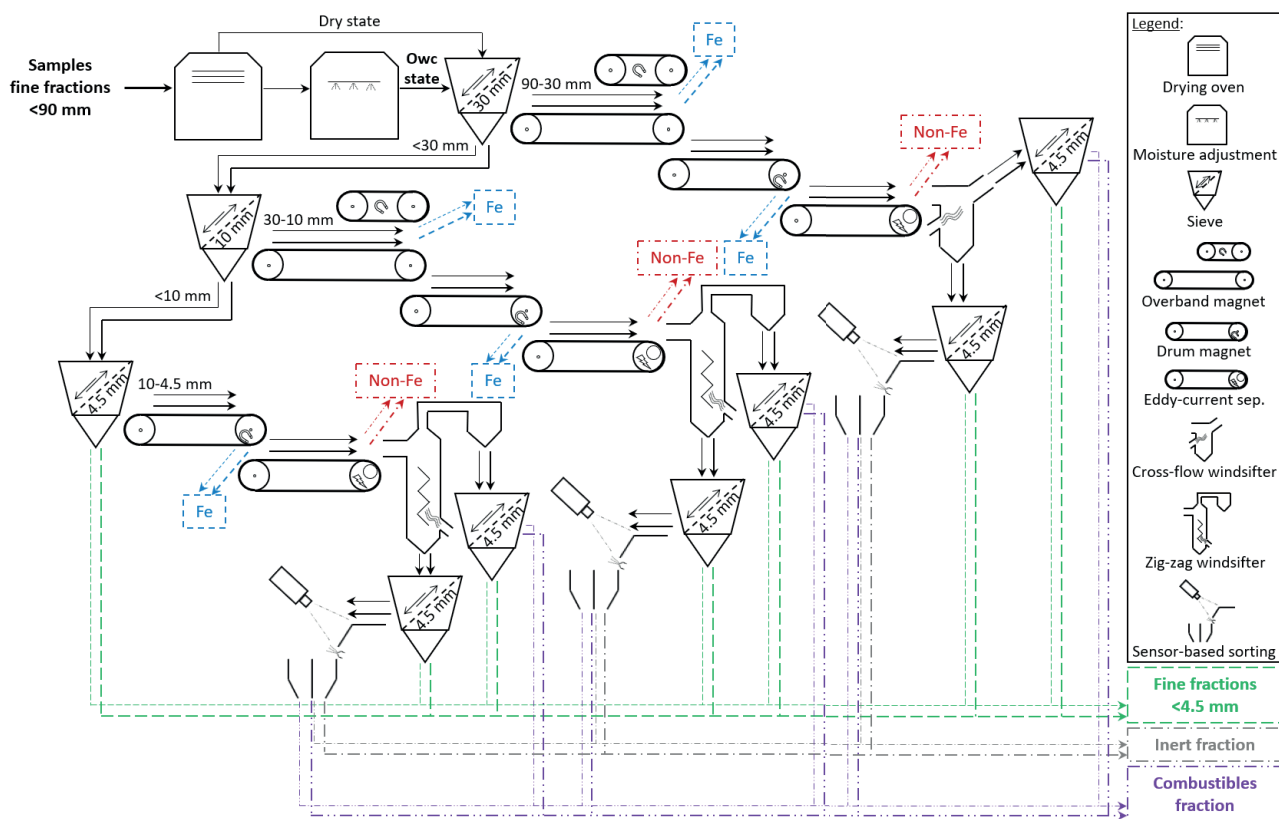 Dry state
Samples
fine fractions
<90 mm
Owc
state
30 mm
90-30 mm
Fe
<30 mm
Non-Fe
4.5 mm
10 mm
30-10 mm
Fe
Fe
Non-Fe
<10 mm
4.5 mm
4.5 mm
10-4.5 mm
Non-Fe
Fe
4.5 mm
Fe
4.5 mm
4.5 mm
4.5 mm
Legend:
Drying oven
Moisture adjustment
Sieve
Overband magnet
Drum magnet
Eddy-current sep.
Cross-flow windsifter
Zig-zag windsifter
Sensor-based sorting
Fine fractions
<4.5 mm
Inert fraction
Combustibles
fraction